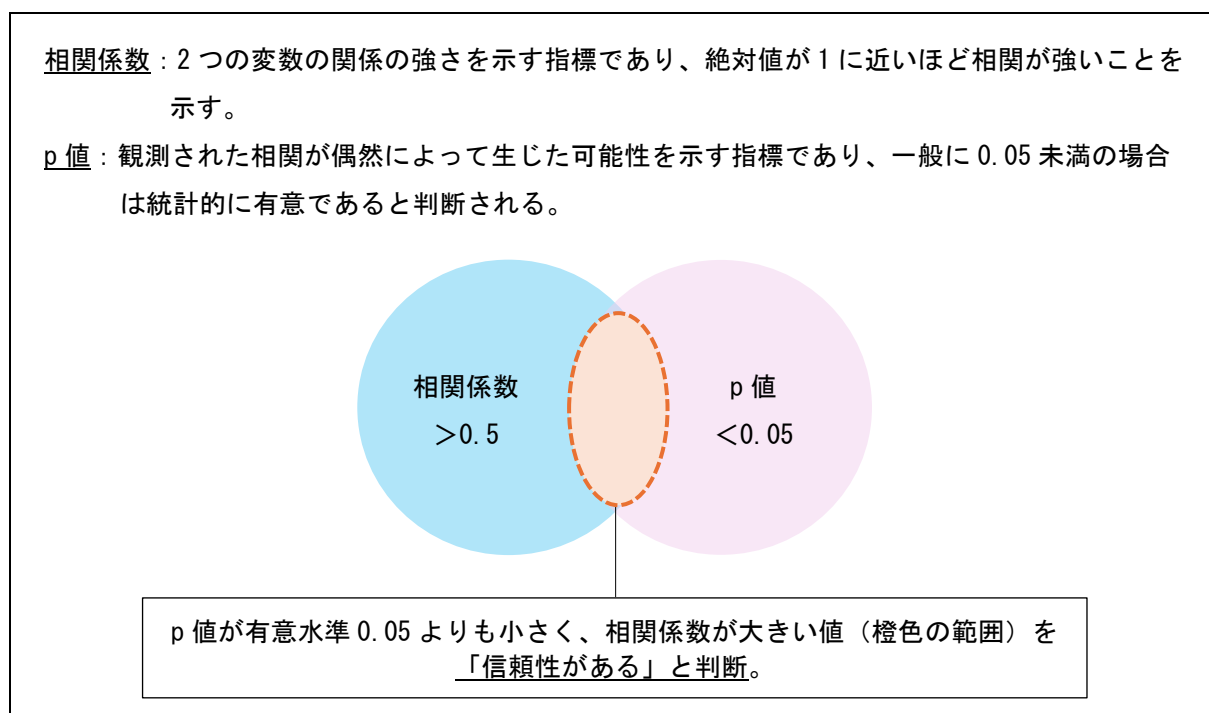 相関係数：2つの変数の関係の強さを示す指標であり、絶対値が1に近いほど相関が強いことを
示す。
p値：観測された相関が偶然によって生じた可能性を示す指標であり、一般に0.05未満の場合
は統計的に有意であると判断される。
相関係数
＞0.5
p値
＜0.05
p値が有意水準0.05よりも小さく、相関係数が大きい値（橙色の範囲）を
「信頼性がある」と判断。